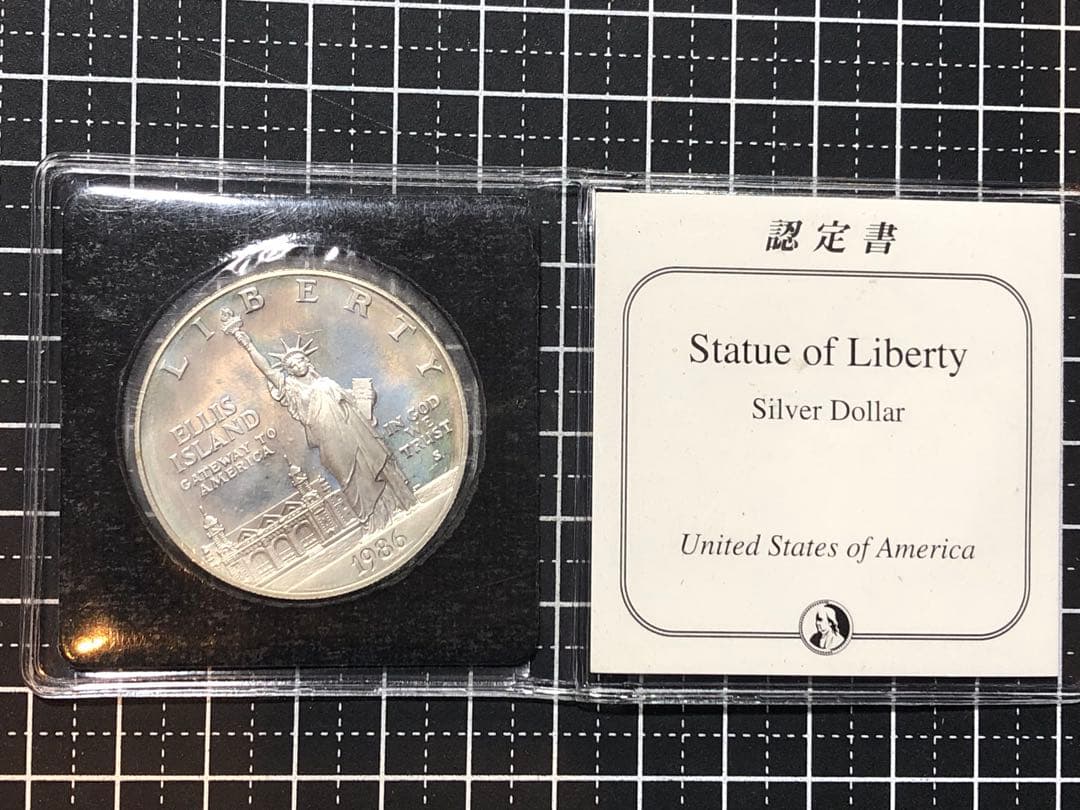 LIBERTY
ELLIS
ISLAND
GATEWAY TO
AMERICA
IN GOD
WE
TRUST
S
1986
認定書
Statue of Liberty
Silver Dollar
United States of America